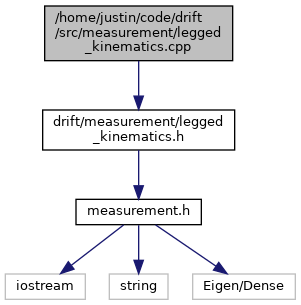 /home/justin/code/drift
/src/measurement/legged
_kinematics.cpp
drift/measurement/legged
_kinematics.h
measurement.h
iostream
string
Eigen/Dense